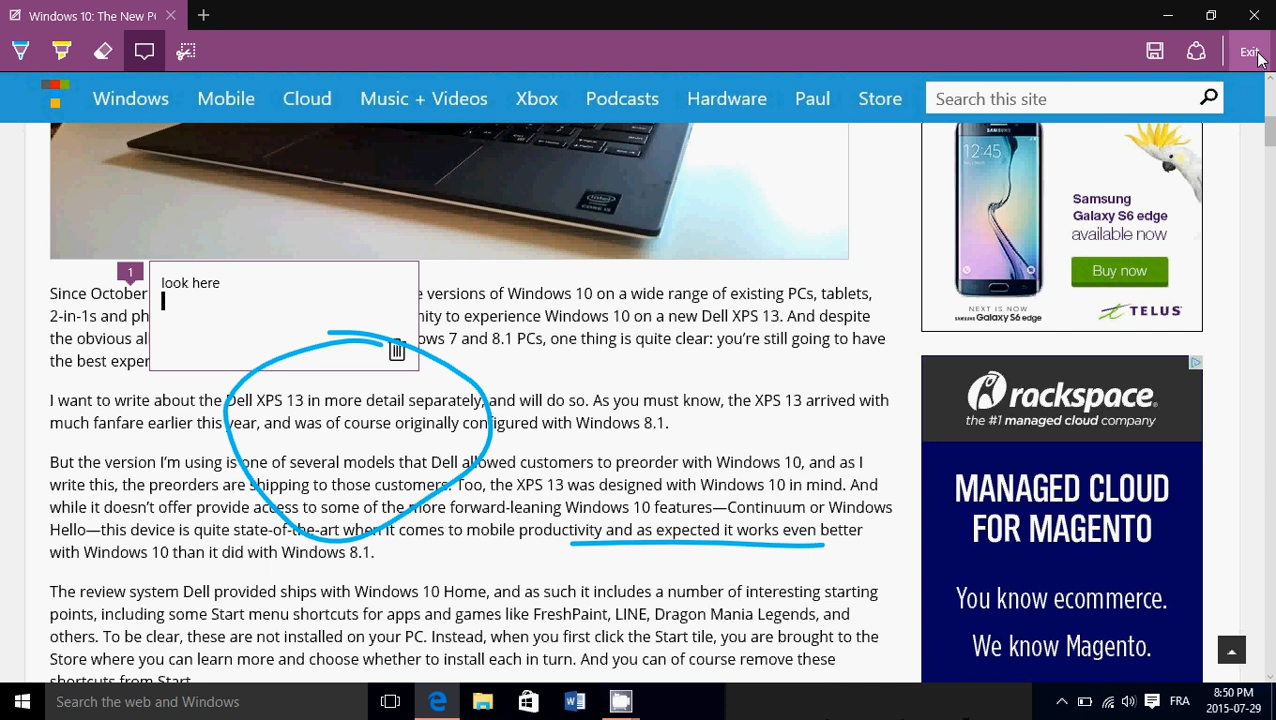 Windows 10: The New P
Exit
Windows Mobile Cloud Music + Videos Xbox Podcasts Hardware Paul Store
Search this site
intel
CORE i5
12:45
Samsung
Galaxy S6 edge
available now
Buy now
NEXT IS NOW
SAMSUNG Galaxy S6 edge
TELUS
1
look here
Since October versions of Windows 10 on a wide range of existing PCs, tablets,
2-in-1s and ph nity to experience Windows 10 on a new Dell XPS 13. And despite
the obvious al ows 7 and 8.1 PCs, one thing is quite clear: you're still going to have
the best exper
I want to write about the Dell XPS 13 in more detail separately, and will do so. As you must know, the XPS 13 arrived with
much fanfare earlier this year, and was of course originally configured with Windows 8.1.
But the version I'm using is one of several models that Dell allowed customers to preorder with Windows 10, and as I
write this, the preorders are shipping to those customers. Too, the XPS 13 was designed with Windows 10 in mind. And
while it doesn't offer provide access to some of the more forward-leaning Windows 10 features—Continuum or Windows
Hello—this device is quite state-of-the-art when it comes to mobile productivity and as expected it works even better
with Windows 10 than it did with Windows 8.1.
The review system Dell provided ships with Windows 10 Home, and as such it includes a number of interesting starting
points, including some Start menu shortcuts for apps and games like FreshPaint, LINE, Dragon Mania Legends, and
others. To be clear, these are not installed on your PC. Instead, when you first click the Start tile, you are brought to the
Store where you can learn more and choose whether to install each in turn. And you can of course remove these
shortcuts from Start.
rackspace
the #1 managed cloud company
MANAGED CLOUD
FOR MAGENTO
You know ecommerce.
We know Magento.
Search the web and Windows
FRA
8:50 PM
2015-07-29